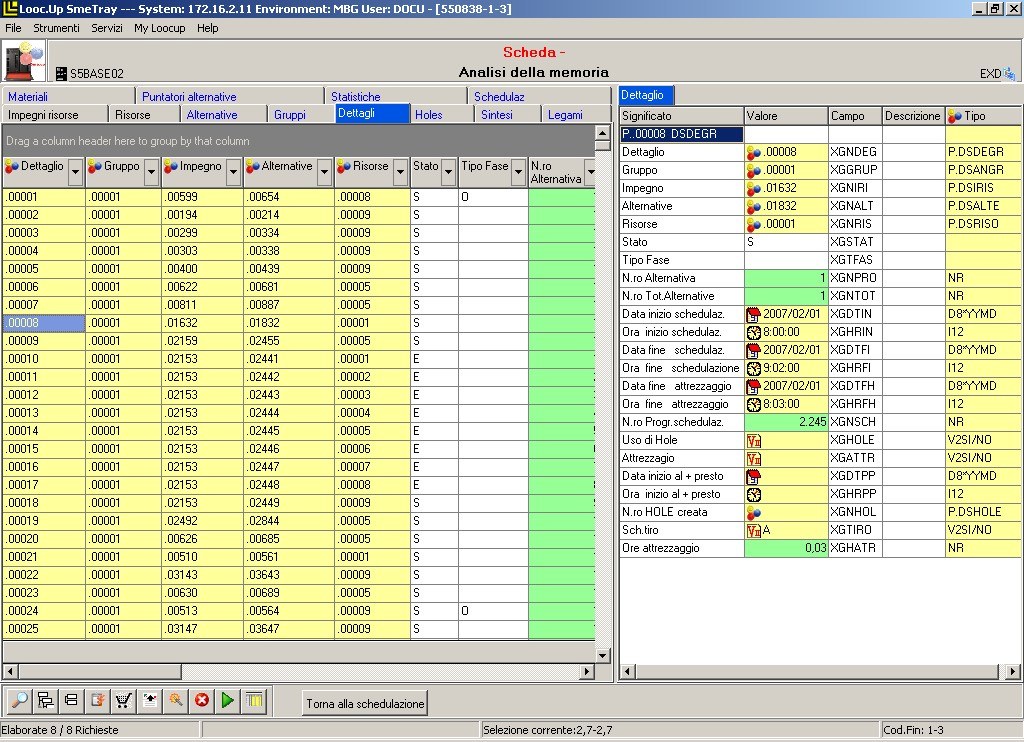 Looc.Up SmeTray --- System: 172.16.2.11 Environment: MBG User: DOCU - [550838-1-3]
File Strumenti Servizi My Loocup Help
Scheda -
S5BASE02 Analisi della memoria EXD
Materiali Puntatori alternative Statistiche Schedulaz
Impegni risorse Risorse Alternative Gruppi Dettagli Holes Sintesi Legami
Drag a column header here to group by that column
Dettaglio Gruppo Impegno Alternative Risorse Stato Tipo Fase N.ro Alternativa
.00001 .00001 .00599 .00654 .00008 S O
.00002 .00001 .00194 .00214 .00009 S
.00003 .00001 .00299 .00334 .00009 S
.00004 .00001 .00303 .00338 .00009 S
.00005 .00001 .00400 .00439 .00009 S
.00006 .00001 .00622 .00681 .00005 S
.00007 .00001 .00811 .00887 .00005 S
.00008 .00001 .01632 .01832 .00001 S
.00009 .00001 .02159 .02455 .00005 S
.00010 .00001 .02153 .02441 .00001 E
.00011 .00001 .02153 .02442 .00002 E
.00012 .00001 .02153 .02443 .00003 E
.00013 .00001 .02153 .02444 .00004 E
.00014 .00001 .02153 .02445 .00005 E
.00015 .00001 .02153 .02446 .00006 E
.00016 .00001 .02153 .02447 .00007 E
.00017 .00001 .02153 .02448 .00008 E
.00018 .00001 .02153 .02449 .00009 S
.00019 .00001 .02492 .02844 .00005 S
.00020 .00001 .00626 .00685 .00005 S
.00021 .00001 .00510 .00561 .00001 S
.00022 .00001 .03143 .03643 .00009 S
.00023 .00001 .00630 .00689 .00005 S
.00024 .00001 .00513 .00564 .00009 S O
.00025 .00001 .03147 .03647 .00009 S
Dettaglio
Significato Valore Campo Descrizione Tipo
P..00008 DSDEGR
Dettaglio .00008 XGNDEG P.DSDEGR
Gruppo .00001 XGGRUP P.DSANGR
Impegno .01632 XGNIRI P.DSIRIS
Alternative .01832 XGNALT P.DSALTE
Risorse .00001 XGNRIS P.DSRISO
Stato S XGSTAT
Tipo Fase XGTFAS
N.ro Alternativa 1 XGNPRO NR
N.ro Tot.Alternative 1 XGNTOT NR
Data inizio schedulaz. 2007/02/01 XGDTIN D8*YYMD
Ora inizio schedulaz. 8:00:00 XGHRIN I12
Data fine schedulaz. 2007/02/01 XGDTFI D8*YYMD
Ora fine schedulazione 9:02:00 XGHRFI I12
Data fine attrezzaggio 2007/02/01 XGDTFH D8*YYMD
Ora fine attrezzaggio 8:03:00 XGHRFH I12
N.ro Progr.schedulaz. 2.245 XGNSCH NR
Uso di Hole XGHOLE V2SI/NO
Attrezzagio XGATTR V2SI/NO
Data inizio al + presto XGDTPP D8*YYMD
Ora inizio al + presto XGHRPP I12
N.ro HOLE creata XGNHOL P.DSHOLE
Sch.tiro A XGTIRO V2SI/NO
Ore attrezzaggio 0,03 XGHATR NR
Torna alla schedulazione
Elaborate 8 / 8 Richieste Selezione corrente:2,7-2,7 Cod.Fin: 1-3